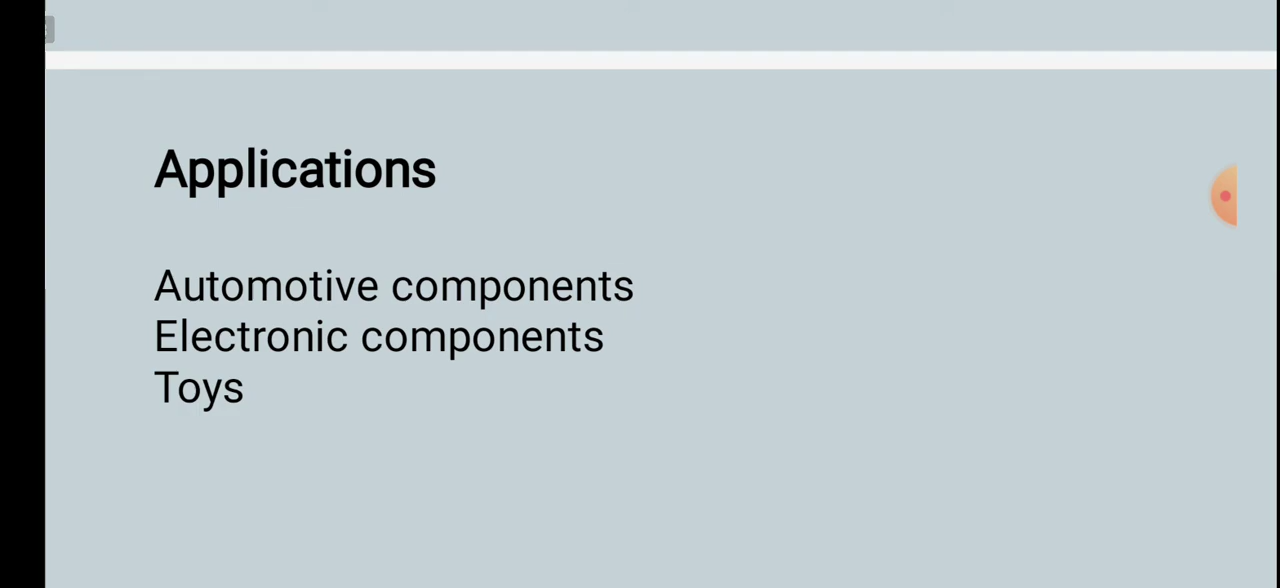 Applications
Automotive components
Electronic components
Toys